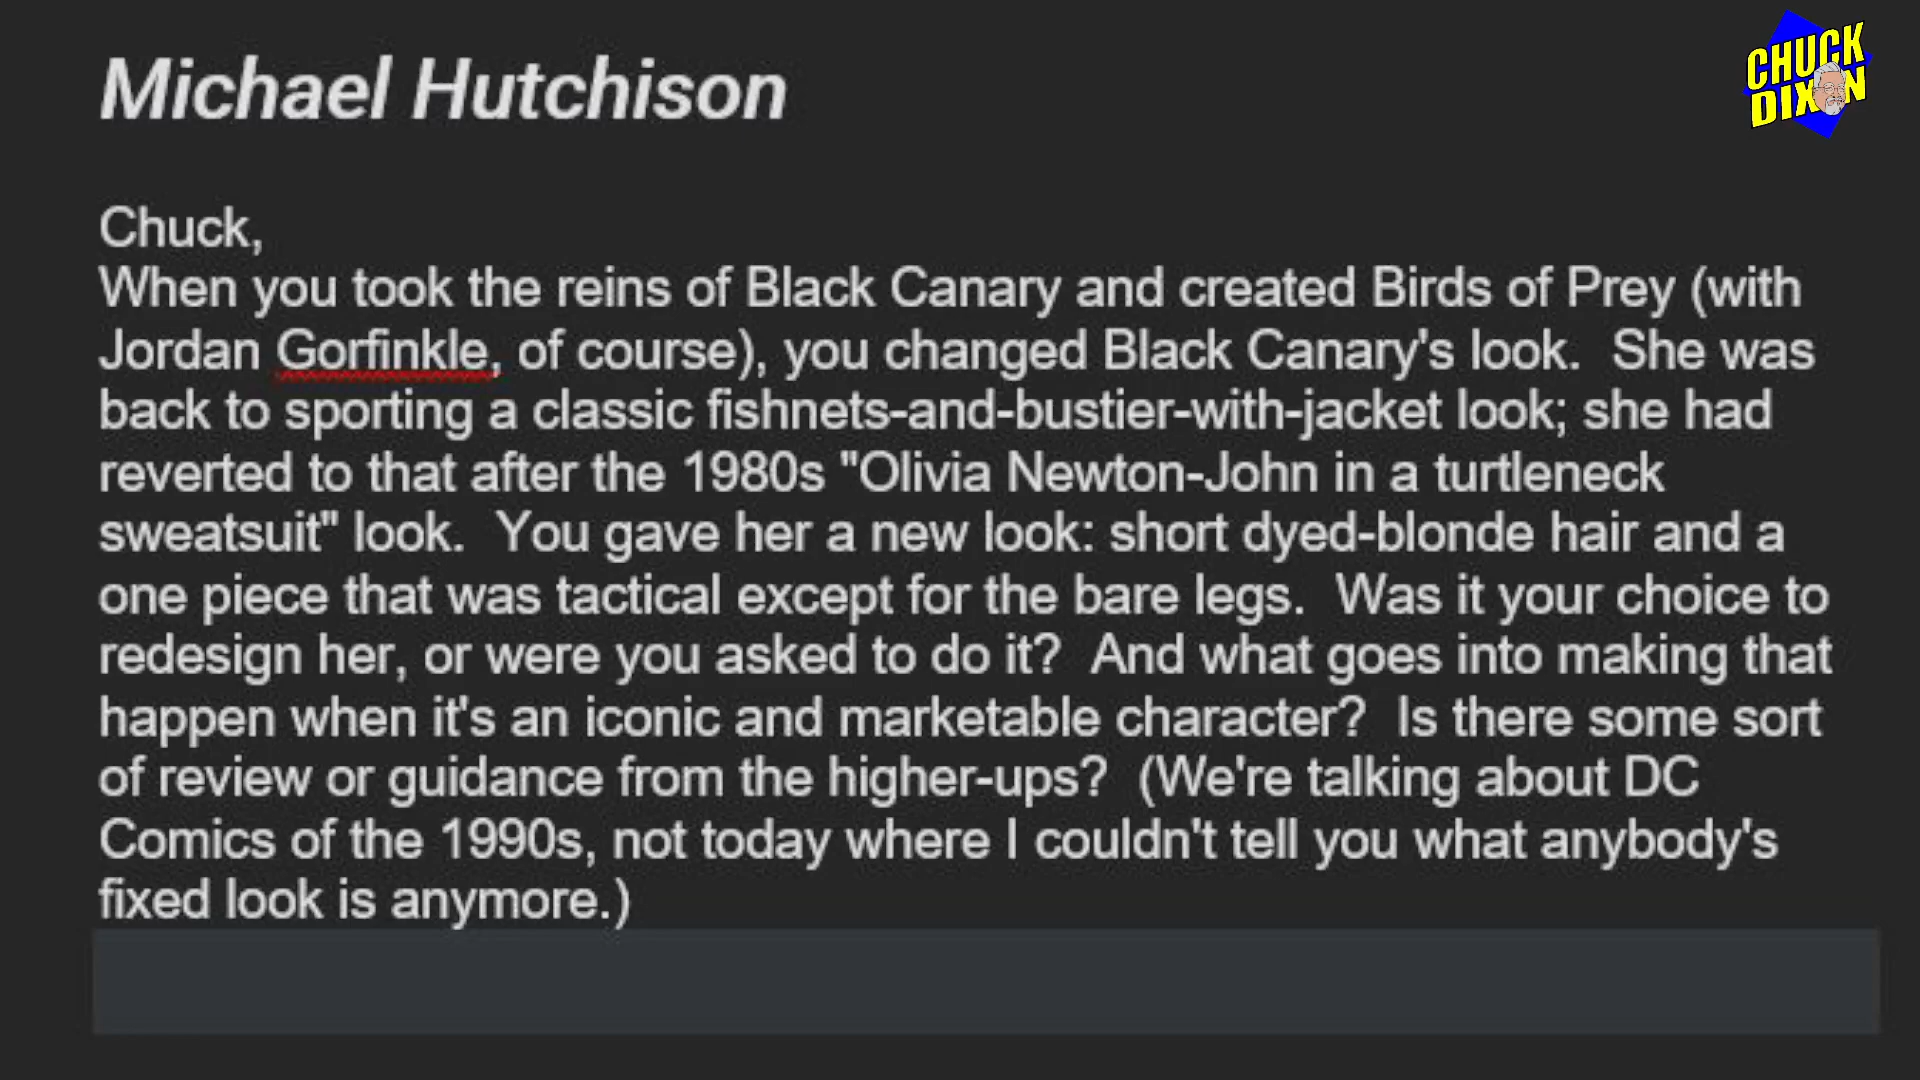 Michael Hutchison
CHUCK
DIXON
Chuck,
When you took the reins of Black Canary and created Birds of Prey (with
Jordan Gorfinkle, of course), you changed Black Canary's look.  She was
back to sporting a classic fishnets-and-bustier-with-jacket look; she had
reverted to that after the 1980s "Olivia Newton-John in a turtleneck
sweatsuit" look.  You gave her a new look: short dyed-blonde hair and a
one piece that was tactical except for the bare legs.  Was it your choice to
redesign her, or were you asked to do it?  And what goes into making that
happen when it's an iconic and marketable character?  Is there some sort
of review or guidance from the higher-ups?  (We're talking about DC
Comics of the 1990s, not today where I couldn't tell you what anybody's
fixed look is anymore.)